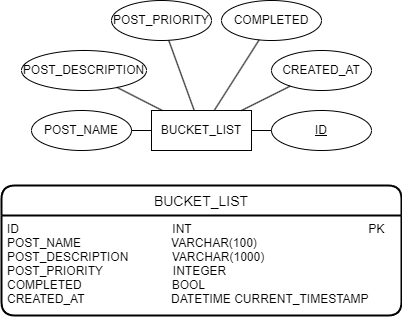 POST_PRIORITY
COMPLETED
POST_DESCRIPTION
CREATED_AT
POST_NAME
BUCKET_LIST
ID
BUCKET_LIST
ID INT PK
POST_NAME VARCHAR(100)
POST_DESCRIPTION VARCHAR(1000)
POST_PRIORITY INTEGER
COMPLETED BOOL
CREATED_AT DATETIME CURRENT_TIMESTAMP